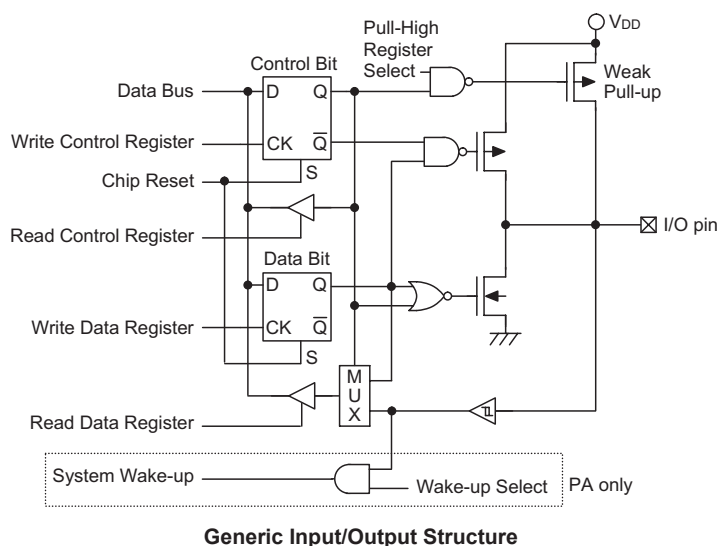 Pull-High
Register
Select
VDD
Weak
Pull-up
Control Bit
Data Bus
D
Q
Write Control Register
CK
Q
Chip Reset
S
Read Control Register
I/O pin
Data Bit
D
Q
Write Data Register
CK
Q
S
M
U
X
Read Data Register
System Wake-up
Wake-up Select
PA only
Generic Input/Output Structure